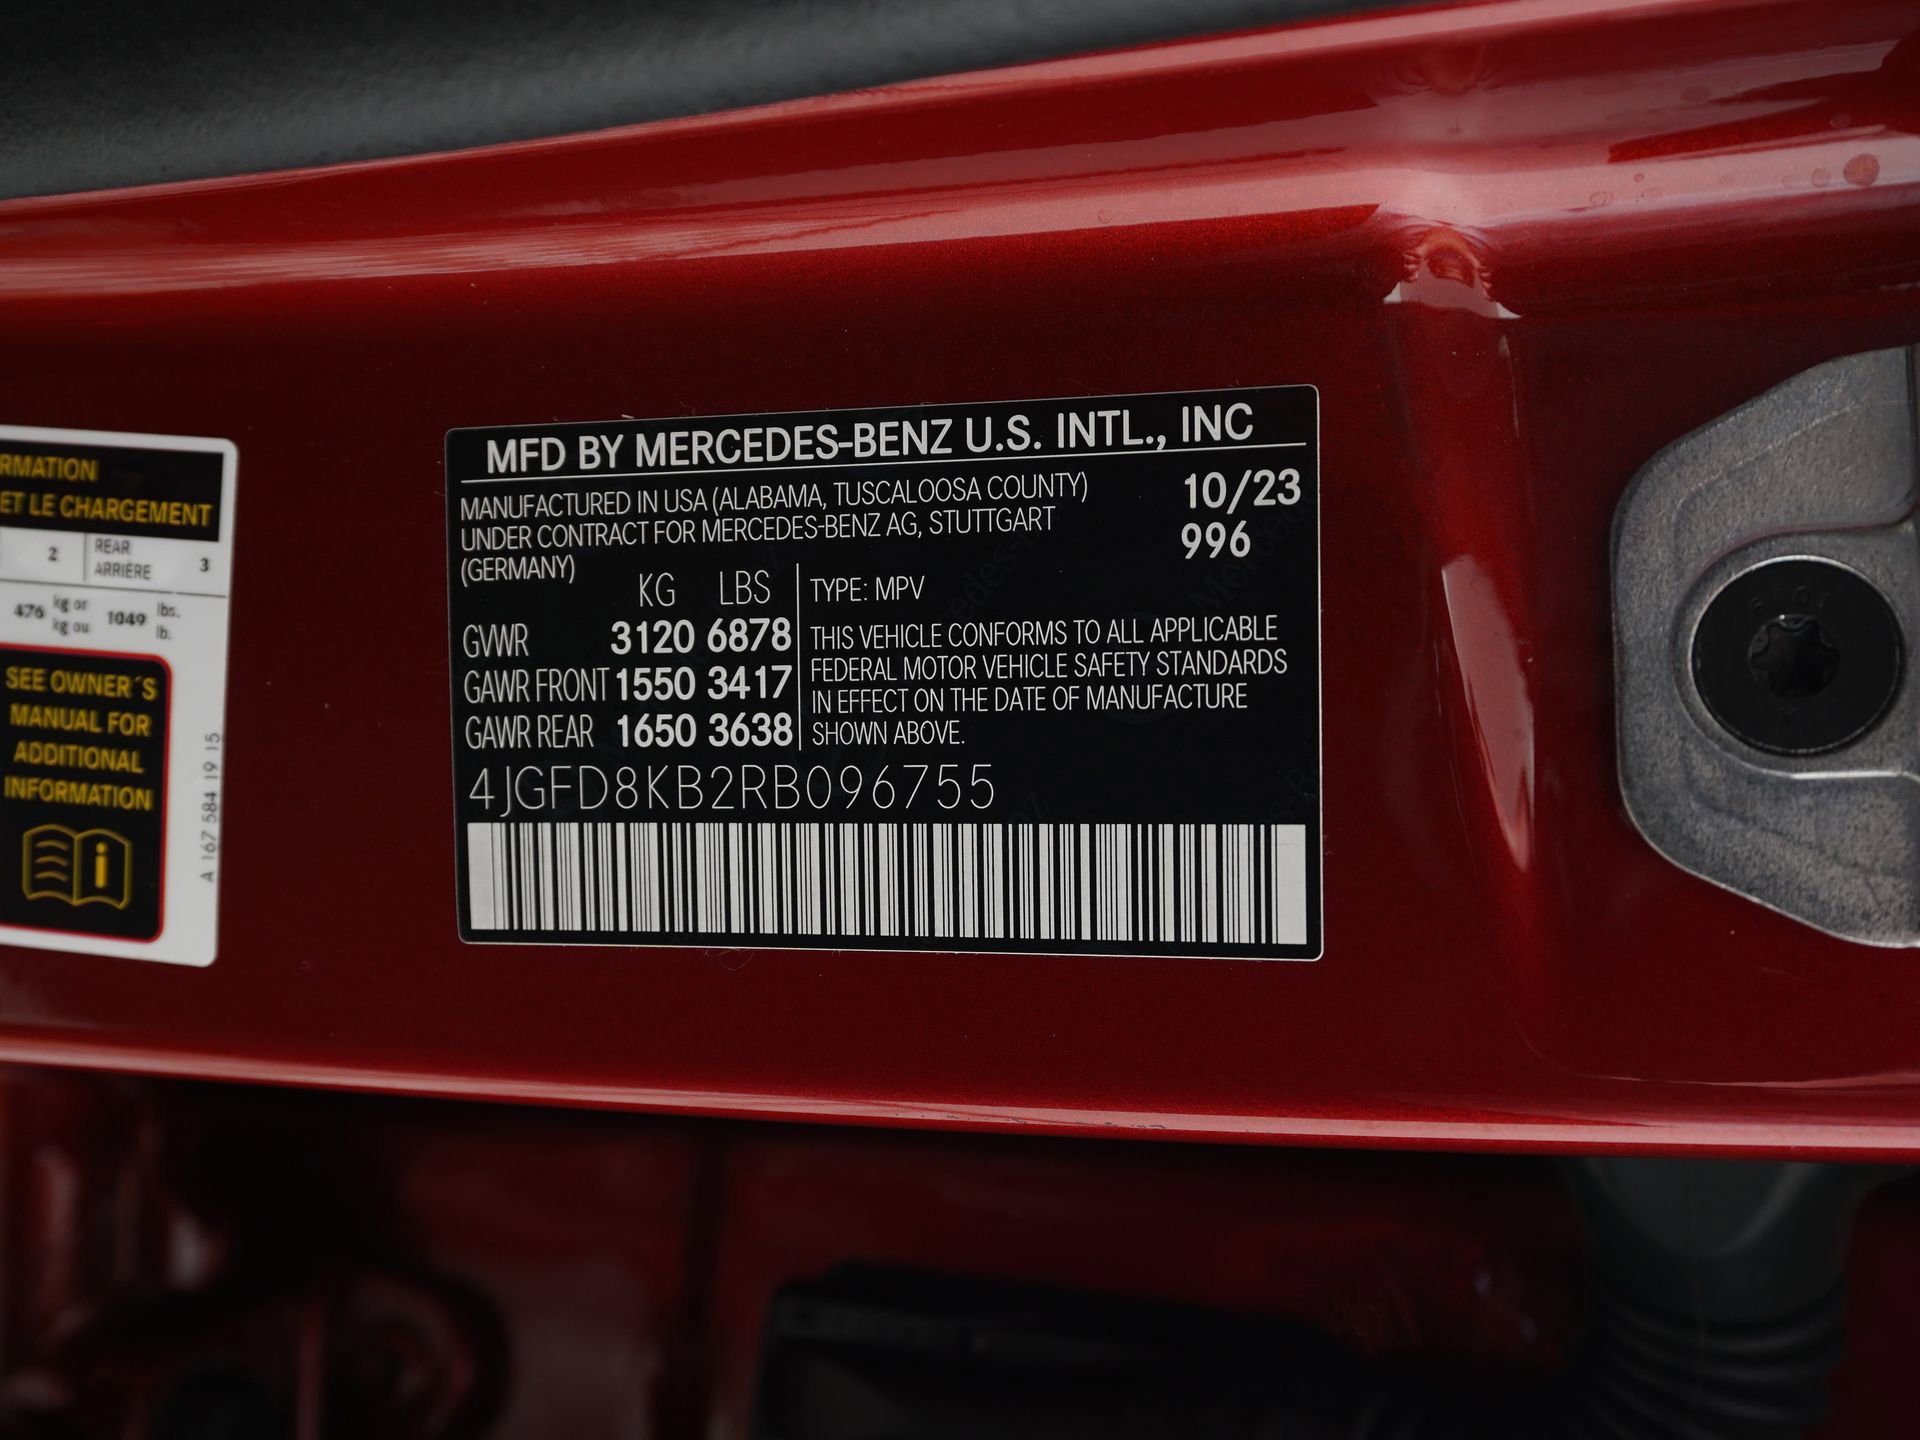 RMATION
ET LE CHARGEMENT
2 REAR 3
ARRIÈRE
476 kg or 1049 lbs.
kg ou lb.
SEE OWNER´S
MANUAL FOR
ADDITIONAL
INFORMATION
i
A 167 584 19 15
MFD BY MERCEDES-BENZ U.S. INTL., INC
MANUFACTURED IN USA (ALABAMA, TUSCALOOSA COUNTY) 10/23
UNDER CONTRACT FOR MERCEDES-BENZ AG, STUTTGART 996
(GERMANY)
KG LBS
GVWR 3120 6878
GAWR FRONT 1550 3417
GAWR REAR 1650 3638
TYPE: MPV
THIS VEHICLE CONFORMS TO ALL APPLICABLE
FEDERAL MOTOR VEHICLE SAFETY STANDARDS
IN EFFECT ON THE DATE OF MANUFACTURE
SHOWN ABOVE.
4JGFD8KB2RB096755